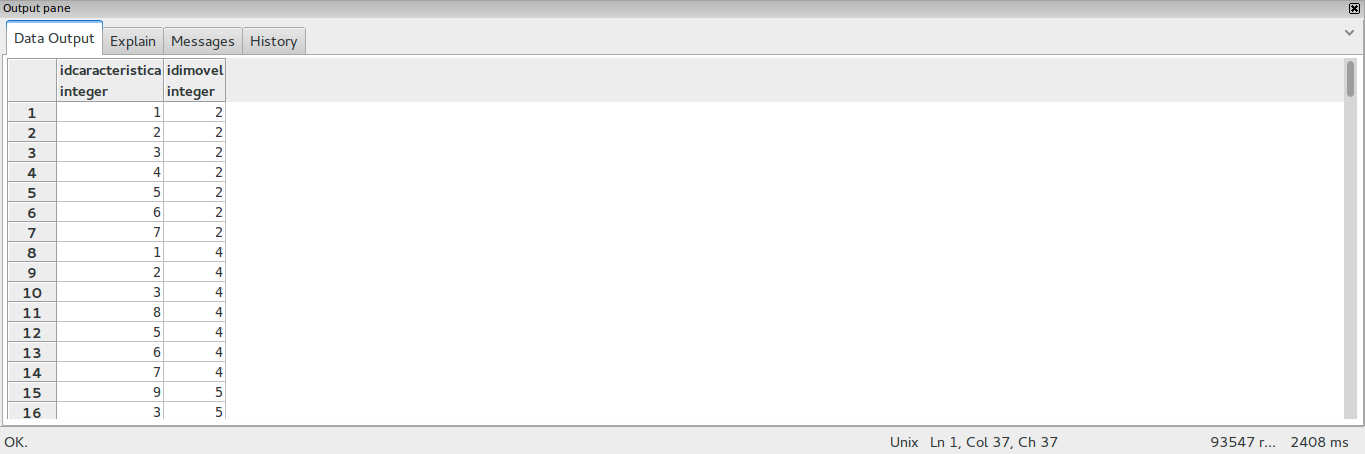 Output pane
Data Output Explain Messages History
idcaracteristica idimovel
integer integer
1 1 2
2 2 2
3 3 2
4 4 2
5 5 2
6 6 2
7 7 2
8 1 4
9 2 4
10 3 4
11 8 4
12 5 4
13 6 4
14 7 4
15 9 5
16 3 5
OK. Unix Ln 1, Col 37, Ch 37 93547 r... 2408 ms